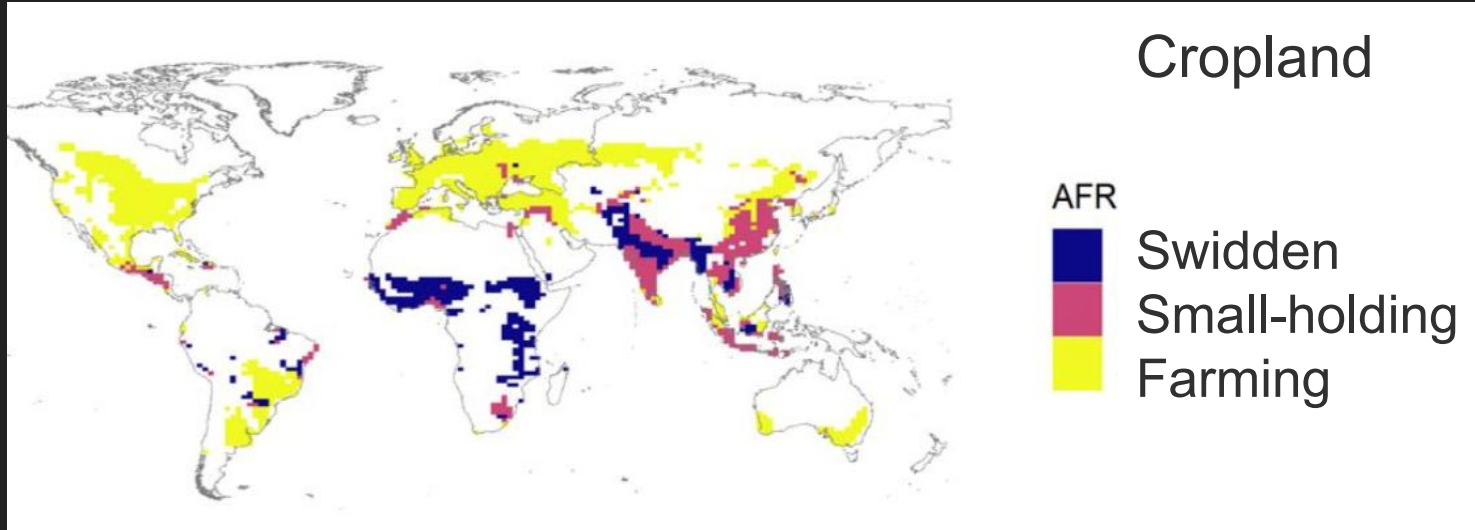 Cropland
AFR
Swidden
Small-holding
Farming